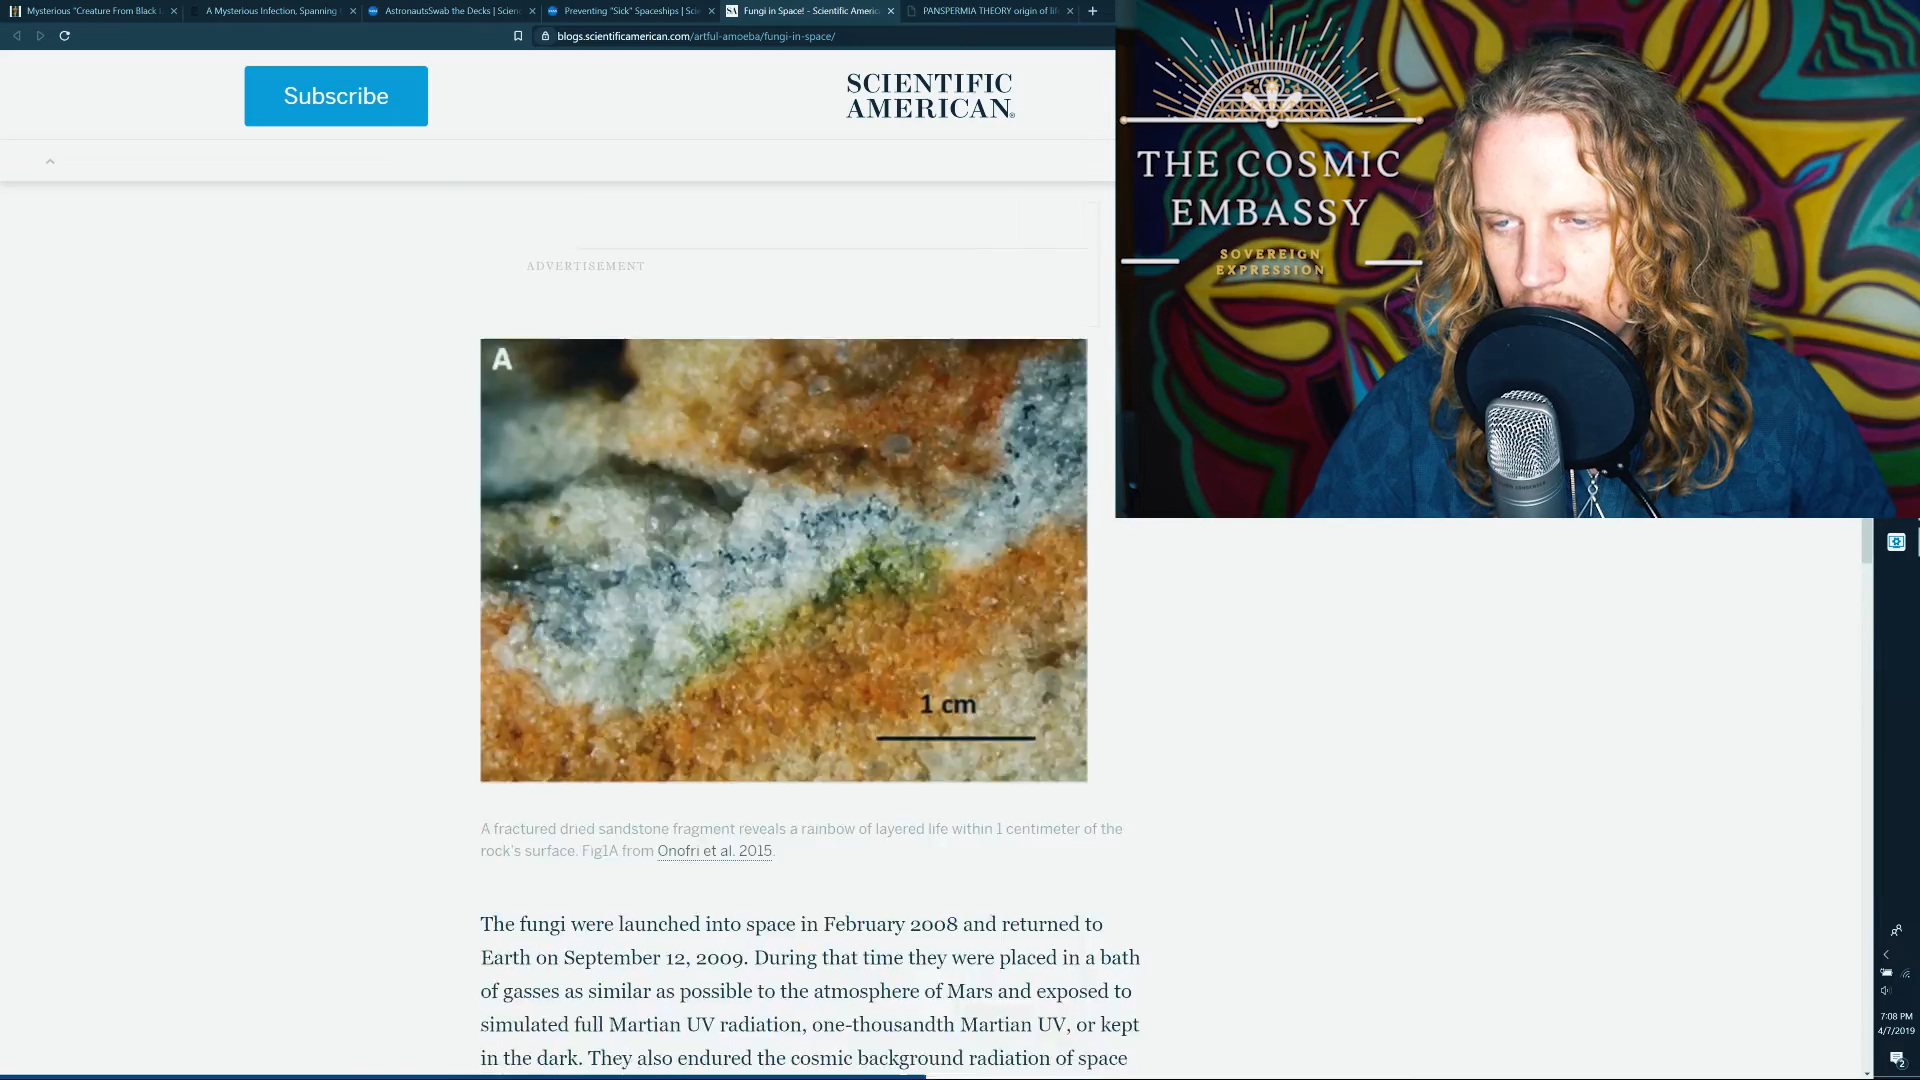 Mysterious "Creature From Black
A Mysterious Infection, Spanning
AstronautsSwab the Decks | Scien
Preventing "Sick" Spaceships | Sci
Fungi in Space! - Scientific Americ
PANSPERMIA THEORY origin of li
blogs.scientificamerican.com/artful-amoeba/fungi-in-space/
Subscribe
SCIENTIFIC
AMERICAN®
THE COSMIC
EMBASSY
SOVEREIGN
EXPRESSION
ADVERTISEMENT
A
1 cm
A fractured dried sandstone fragment reveals a rainbow of layered life within 1 centimeter of the
rock's surface. Fig1A from Onofri et al. 2015.
The fungi were launched into space in February 2008 and returned to
Earth on September 12, 2009. During that time they were placed in a bath
of gasses as similar as possible to the atmosphere of Mars and exposed to
simulated full Martian UV radiation, one-thousandth Martian UV, or kept
in the dark. They also endured the cosmic background radiation of space
7:08 PM
4/7/2019
2